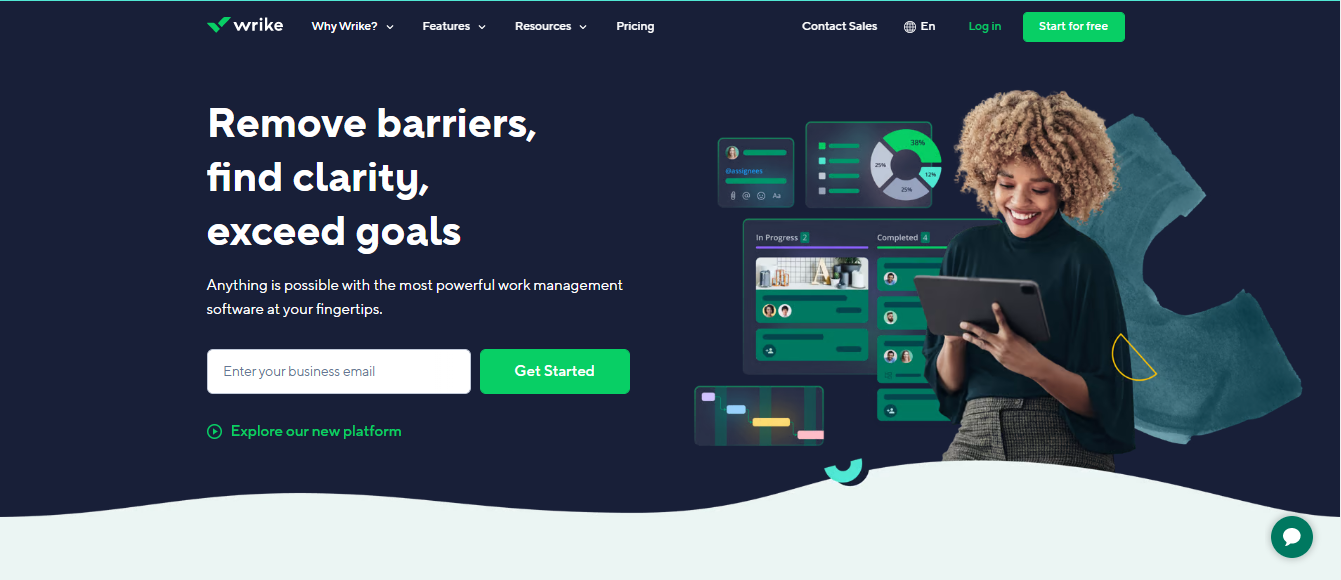 wrike
Why Wrike?
Features
Resources
Pricing
Contact Sales
En
Log in
Start for free
Remove barriers,
find clarity,
exceed goals
Anything is possible with the most powerful work management
software at your fingertips.
Enter your business email
Get Started
Explore our new platform
@assignees
Aa
38%
12%
25%
25%
In Progress 2
Completed 4